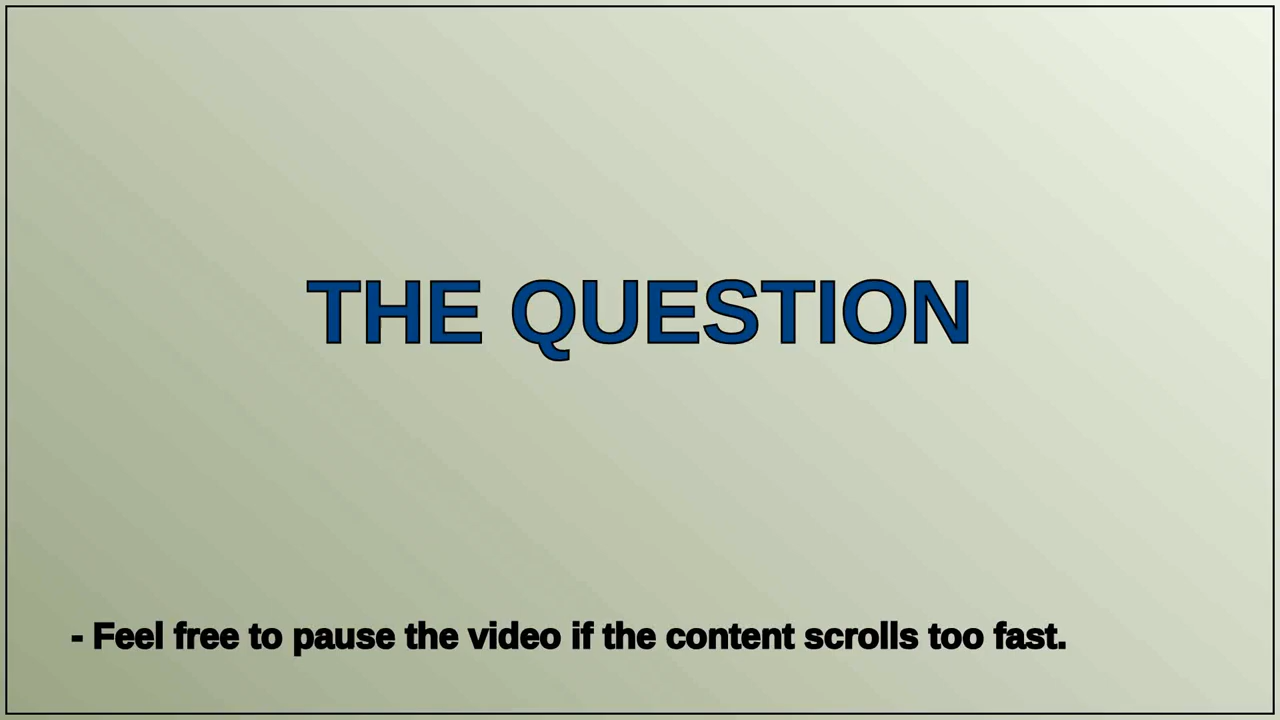 THE QUESTION
- Feel free to pause the video if the content scrolls too fast.